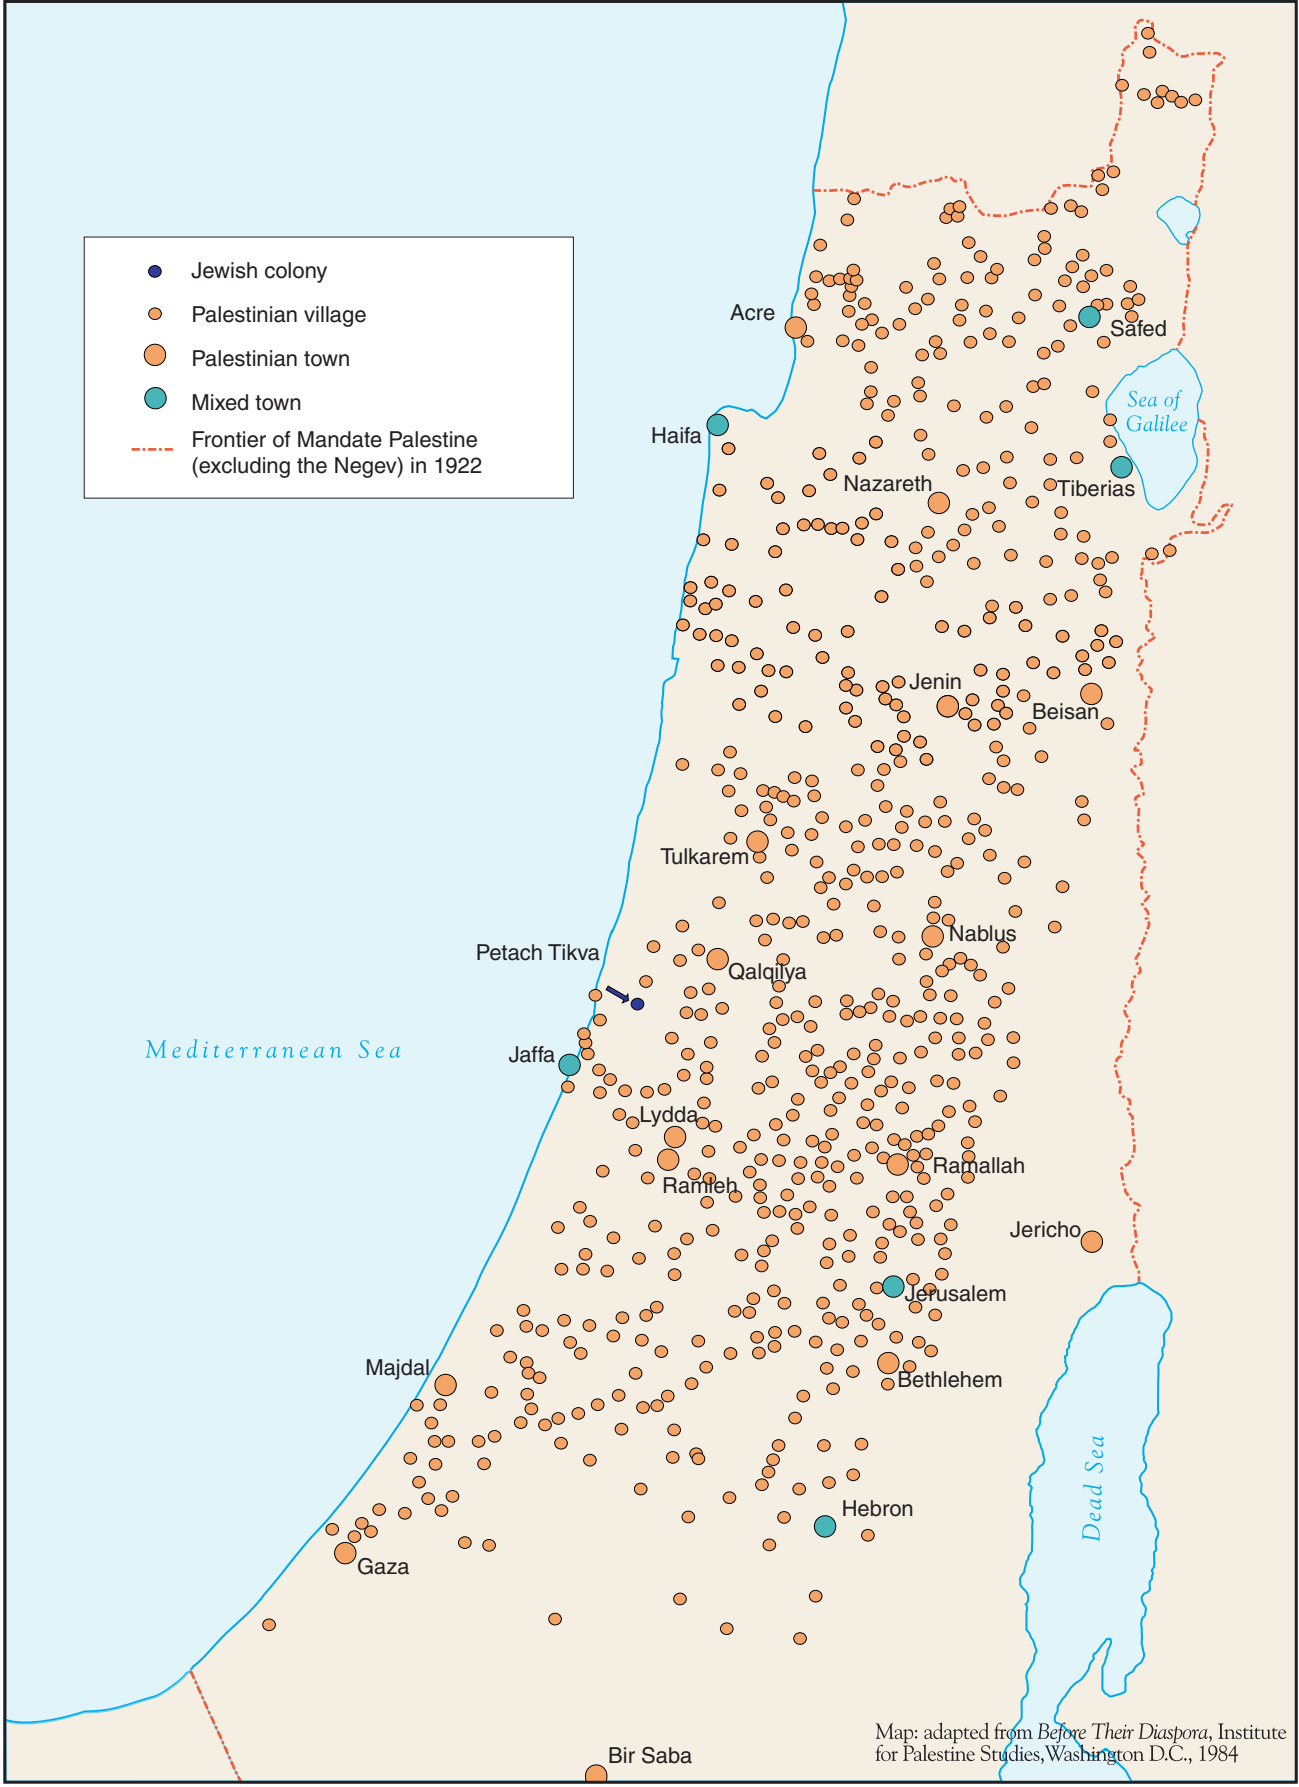 Jewish colony
Palestinian village
Palestinian town
Mixed town
Frontier of Mandate Palestine
(excluding the Negev) in 1922
Acre
Safed
Sea of
Galilee
Haifa
Nazareth
Tiberias
Jenin
Beisan
Tulkarem
Nablus
Petach Tikva
Qalqilya
Mediterranean Sea
Jaffa
Lydda
Ramallah
Ramleh
Jericho
Jerusalem
Majdal
Bethlehem
Dead Sea
Hebron
Gaza
Map: adapted from Before Their Diaspora, Institute
for Palestine Studies, Washington D.C., 1984
Bir Saba